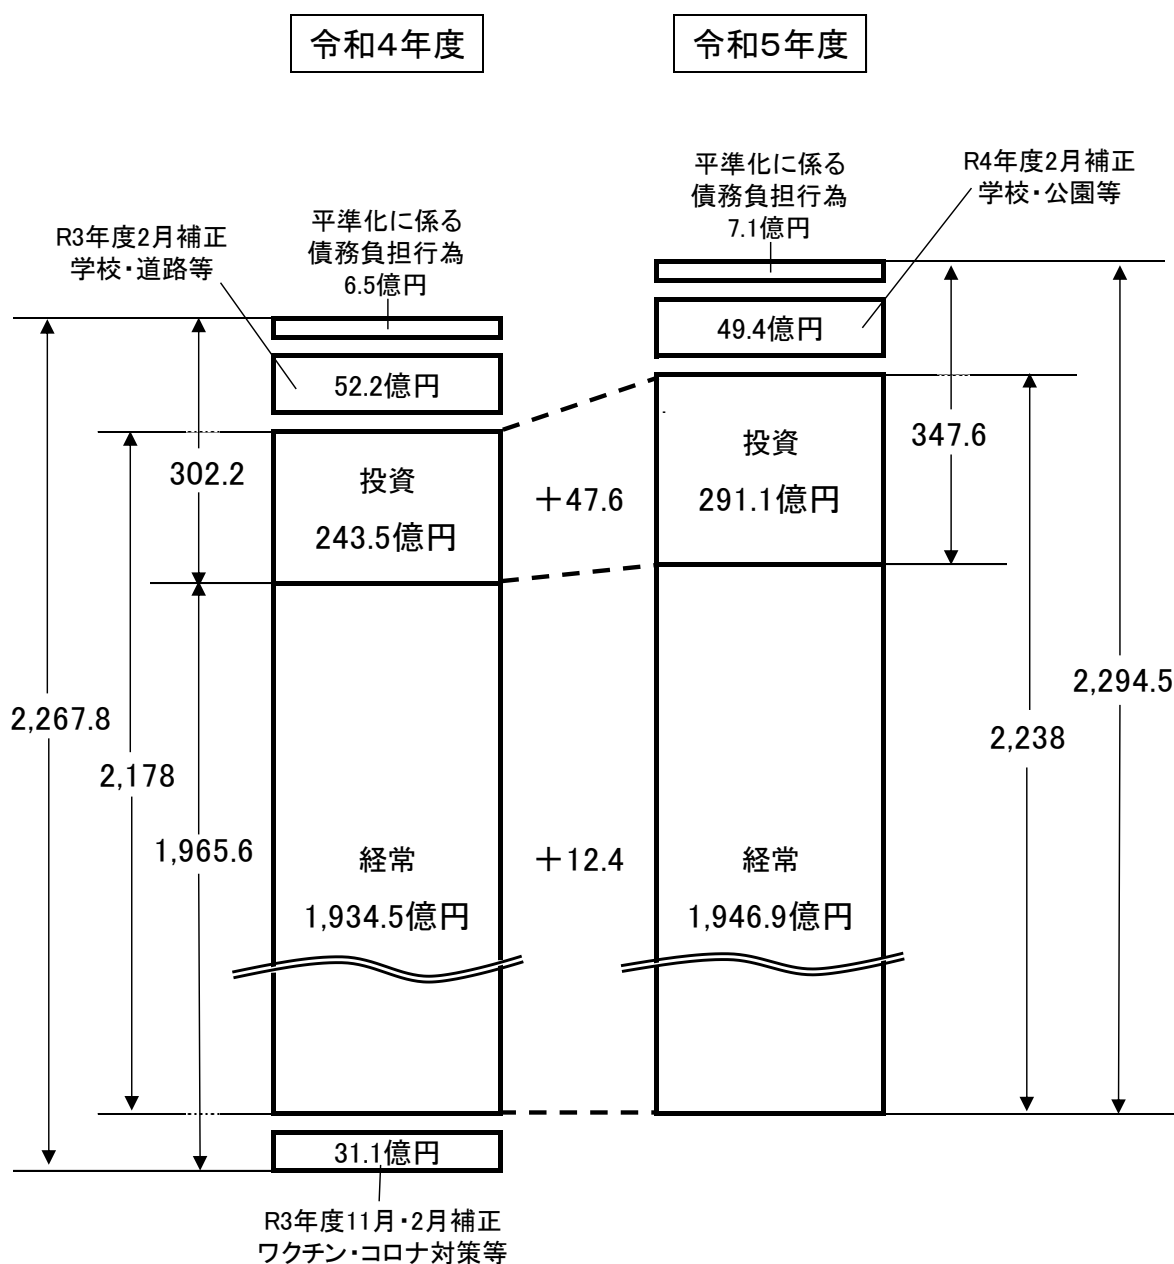 令和4年度
令和5年度
平準化に係る
債務負担行為
7.1億円
R4年度2月補正
学校・公園等
平準化に係る
債務負担行為
6.5億円
R3年度2月補正
学校・道路等
49.4億円
52.2億円
投資
243.5億円
302.2
+47.6
投資
291.1億円
347.6
2,267.8
2,178
1,965.6
2,294.5
2,238
経常
1,934.5億円
+12.4
経常
1,946.9億円
31.1億円
R3年度11月・2月補正
ワクチン・コロナ対策等